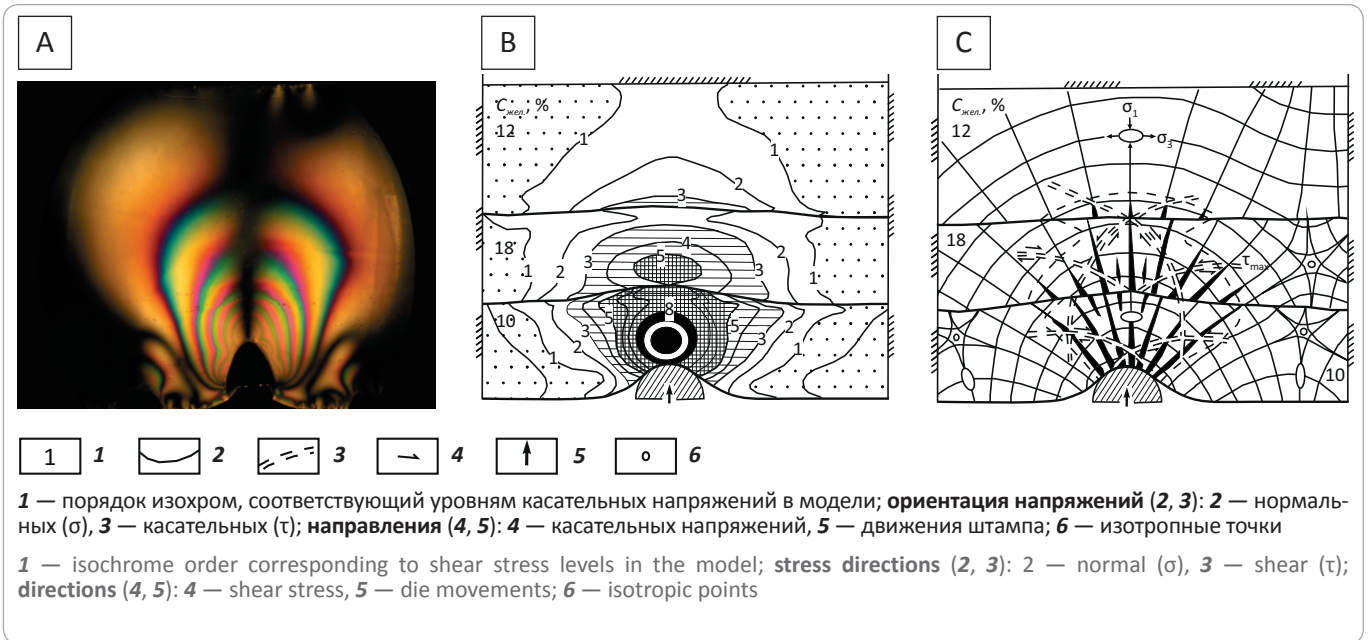 A
B
C
Cжел., %
12
1
1
2
3
18
1
2
3
4
5
3
2
1
10
1
2
3
5
8
5
3
2
1
Cжел., %
12
σ1
σ3
18
τmax
10
1 1 2 3 4 5 6
1 — порядок изохром, соответствующий уровням касательных напряжений в модели; ориентация напряжений (2, 3): 2 — нормаль-
ных (σ), 3 — касательных (τ); направления (4, 5): 4 — касательных напряжений, 5 — движения штампа; 6 — изотропные точки
1 — isochrome order corresponding to shear stress levels in the model; stress directions (2, 3): 2 — normal (σ), 3 — shear (τ);
directions (4, 5): 4 — shear stress, 5 — die movements; 6 — isotropic points